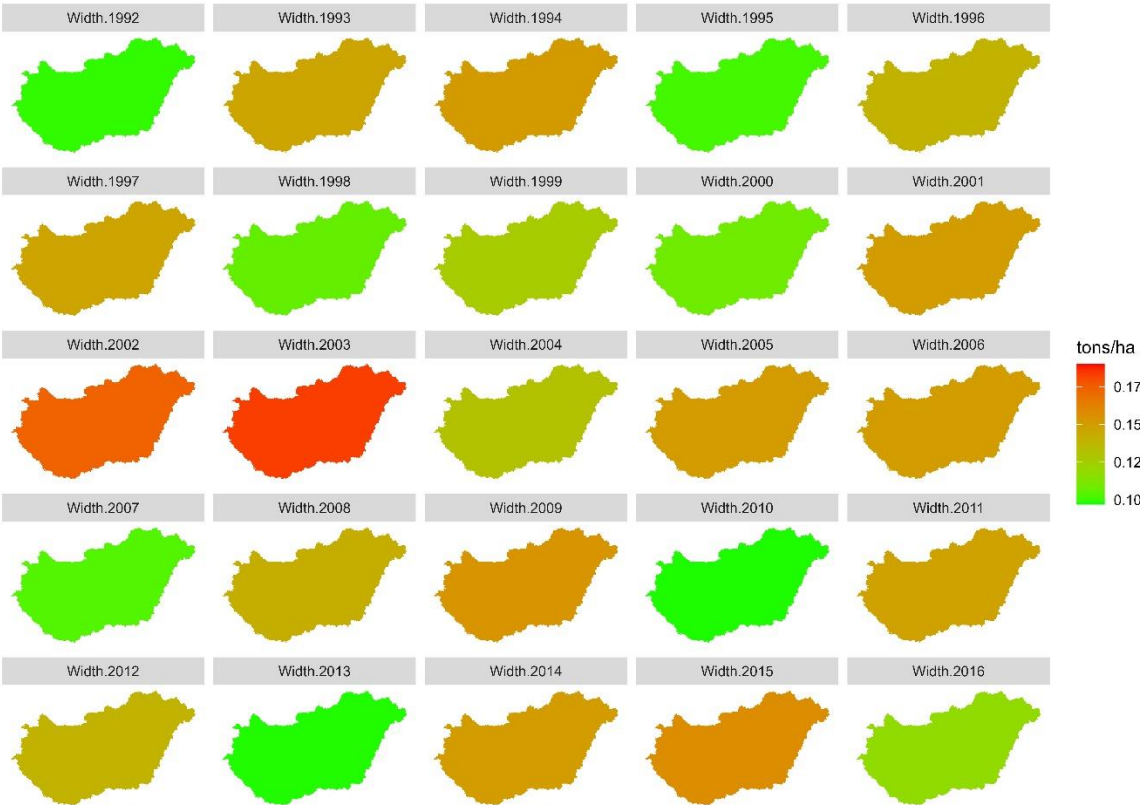 Width.1992 Width.1993 Width.1994 Width.1995 Width.1996
Width.1997 Width.1998 Width.1999 Width.2000 Width.2001
Width.2002 Width.2003 Width.2004 Width.2005 Width.2006
tons/ha
0.17
0.15
0.12
0.10
Width.2007 Width.2008 Width.2009 Width.2010 Width.2011
Width.2012 Width.2013 Width.2014 Width.2015 Width.2016